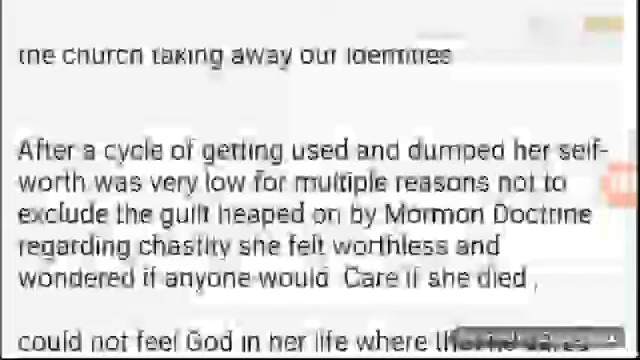 the church taking away our identities
After a cycle of getting used and dumped her self-
worth was very low for multiple reasons not to
exclude the guilt heaped on by Mormon Doctrine
regarding chastity she felt worthless and
wondered if anyone would  Care if she died ,
could not feel God in her life where